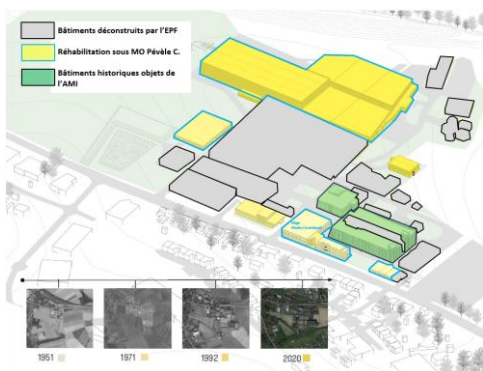 Bâtiments déconstruits par l'EPF
Réhabilitation sous MO Pévèle C.
Bâtiments historiques objets de
l'AMI
1951
1971
1992
2020